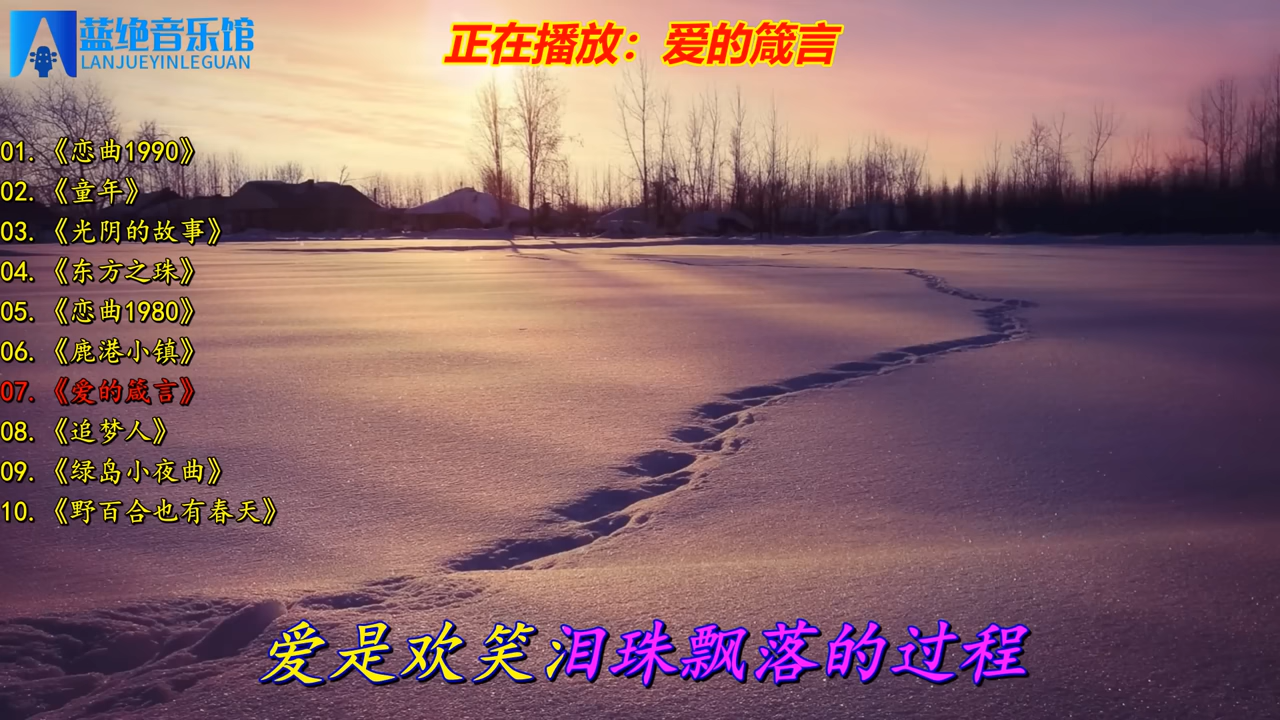 蓝绝音乐馆
LANJUEYINLEGUAN
正在播放：爱的箴言
01.《恋曲1990》
02.《童年》
03.《光阴的故事》
04.《东方之珠》
05.《恋曲1980》
06.《鹿港小镇》
07.《爱的箴言》
08.《追梦人》
09.《绿岛小夜曲》
10.《野百合也有春天》
爱是欢笑泪珠飘落的过程